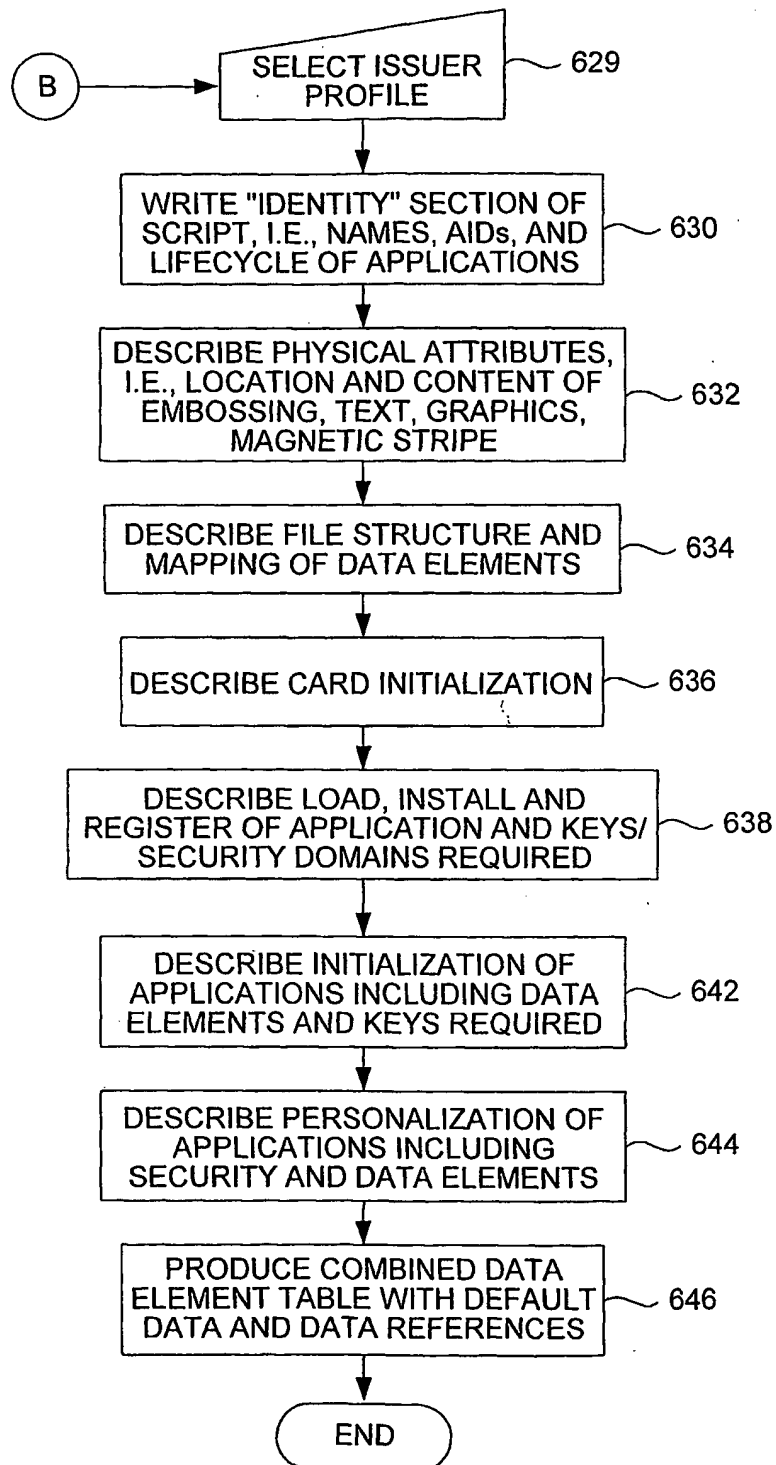 B
SELECT ISSUER
PROFILE
629
WRITE "IDENTITY" SECTION OF
SCRIPT, I.E., NAMES, AIDs, AND
LIFECYCLE OF APPLICATIONS
630
DESCRIBE PHYSICAL ATTRIBUTES,
I.E., LOCATION AND CONTENT OF
EMBOSSING, TEXT, GRAPHICS,
MAGNETIC STRIPE
632
DESCRIBE FILE STRUCTURE AND
MAPPING OF DATA ELEMENTS
634
DESCRIBE CARD INITIALIZATION
636
DESCRIBE LOAD, INSTALL AND
REGISTER OF APPLICATION AND KEYS/
SECURITY DOMAINS REQUIRED
638
DESCRIBE INITIALIZATION OF
APPLICATIONS INCLUDING DATA
ELEMENTS AND KEYS REQUIRED
642
DESCRIBE PERSONALIZATION OF
APPLICATIONS INCLUDING
SECURITY AND DATA ELEMENTS
644
PRODUCE COMBINED DATA
ELEMENT TABLE WITH DEFAULT
DATA AND DATA REFERENCES
646
END